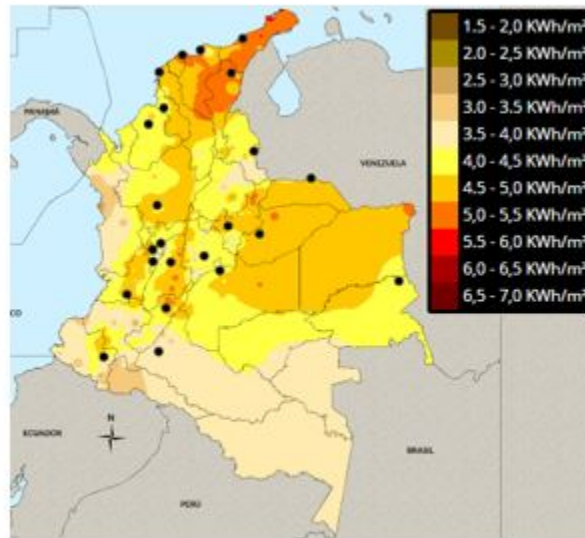 1.5 - 2,0 KWh/m²
2.0 - 2,5 KWh/m²
2.5 - 3,0 KWh/m²
3.0 - 3.5 KWh/m²
3.5 - 4,0 KWh/m²
4,0 - 4,5 KWh/m²
4.5 - 5,0 KWh/m²
5,0 - 5,5 KWh/m²
5.5 - 6,0 KWh/m²
6,0 - 6,5 KWh/m²
6,5 - 7,0 KWh/m²
PANAMÁ
VENEZUELA
CO
N
ECUADOR
BRASIL
PERÚ